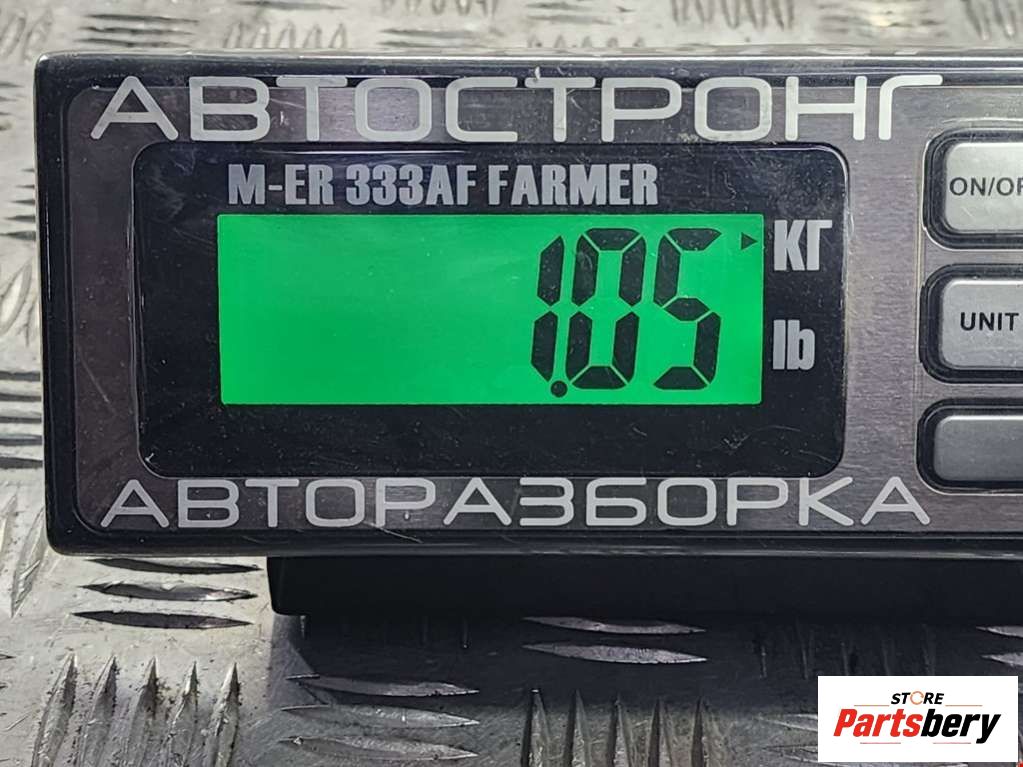 АВТОСТРОНГ
M-ER 333AF FARMER
1.05
КГ
lb
ON/OF
UNIT
АВТОРАЗБОРКА
STORE
Partsbery